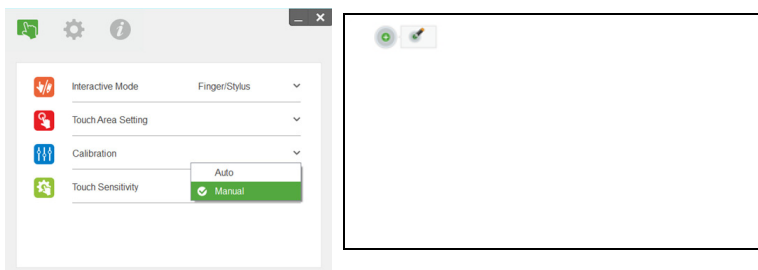 Interactive Mode Finger/Stylus
Touch Area Setting
Calibration
Auto
Touch Sensitivity Manual